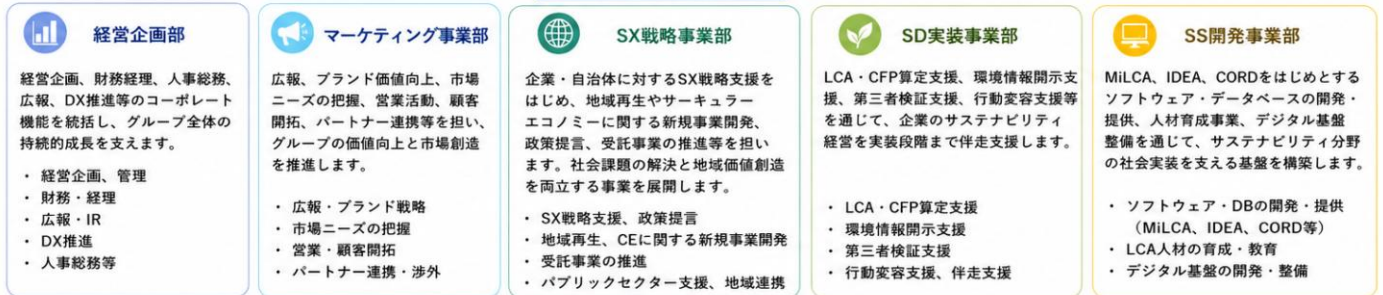 経営企画部
経営企画、財務経理、人事総務、
広報、DX推進等のコーポレート
機能を統括し、グループ全体の
持続的成長を支えます。
・ 経営企画、管理
・ 財務・経理
・ 広報・IR
・ DX推進
・ 人事総務等
マーケティング事業部
広報、ブランド価値向上、市場
ニーズの把握、営業活動、顧客
開拓、パートナー連携等を担い、
グループの価値向上と市場創造
を推進します。
・ 広報・ブランド戦略
・ 市場ニーズの把握
・ 営業・顧客開拓
・ パートナー連携・渉外
SX戦略事業部
企業・自治体に対するSX戦略支援を
はじめ、地域再生やサーキュラー
エコノミーに関する新規事業開発、
政策提言、受託事業の推進等を担い
ます。社会課題の解決と地域価値創造
を両立する事業を展開します。
・ SX戦略支援、政策提言
・ 地域再生、CEに関する新規事業開発
・ 受託事業の推進
・ パブリックセクター支援、地域連携
SD実装事業部
LCA・CFP算定支援、環境情報開示支
援、第三者検証支援、行動変容支援等
を通じて、企業のサステナビリティ
経営を実装段階まで伴走支援します。
・ LCA・CFP算定支援
・ 環境情報開示支援
・ 第三者検証支援
・ 行動変容支援、伴走支援
SS開発事業部
MiLCA、IDEA、CORDをはじめとする
ソフトウェア・データベースの開発・
提供、人材育成事業、デジタル基盤
整備を通じて、サステナビリティ分野
の社会実装を支える基盤を構築します。
・ ソフトウェア・DBの開発・提供
（MiLCA、IDEA、CORD等）
・ LCA人材の育成・教育
・ デジタル基盤の開発・整備